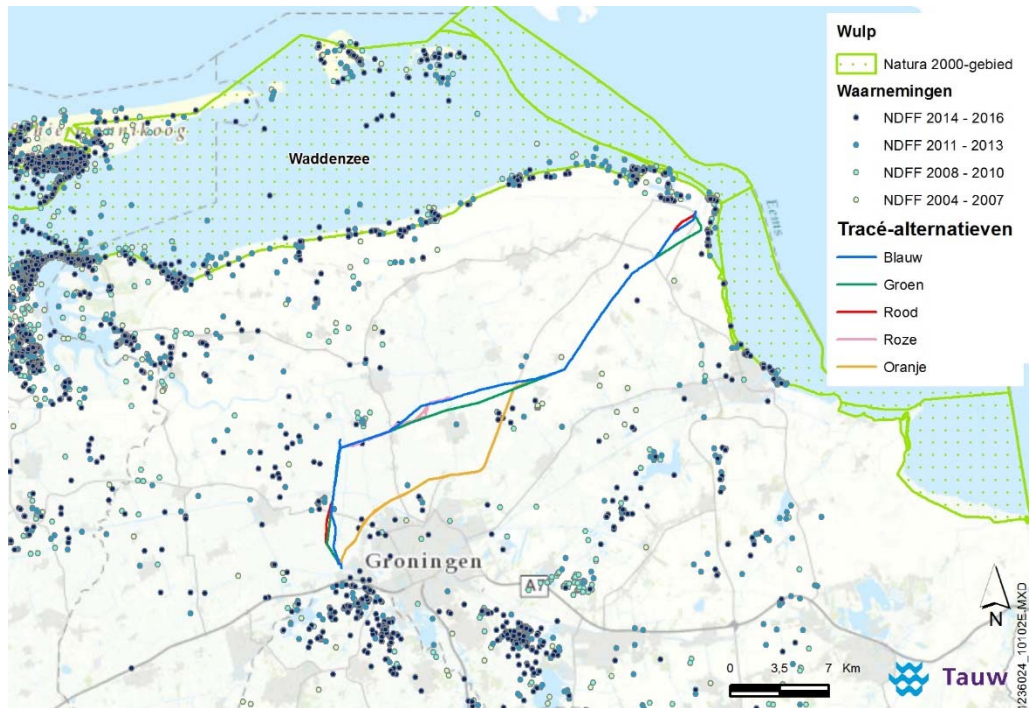 Wulp
Natura 2000-gebied
Waarnemingen
NDFF 2014 - 2016
NDFF 2011 - 2013
NDFF 2008 - 2010
NDFF 2004 - 2007
Tracé-alternatieven
Blauw
Groen
Rood
Roze
Oranje
Waddenzee
Eems
Groningen
A7
N
0 3,5 7 Km
Tauw
1236024_101025.MXD